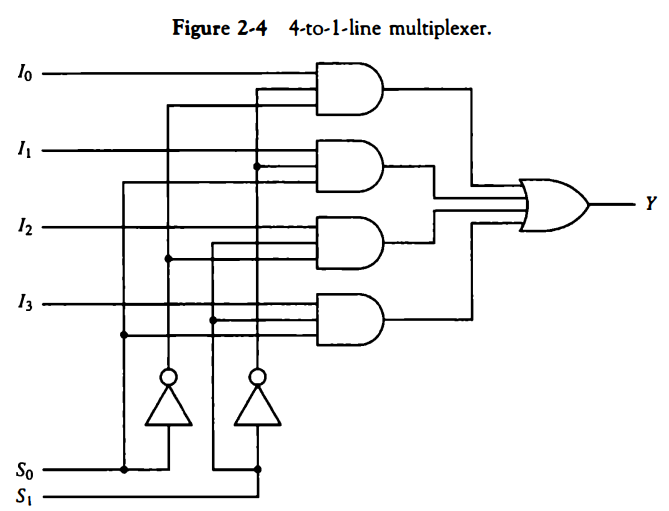 Figure 2-4 4-to-1-line multiplexer.
I₀
I₁
I₂
I₃
Y
S₀
S₁